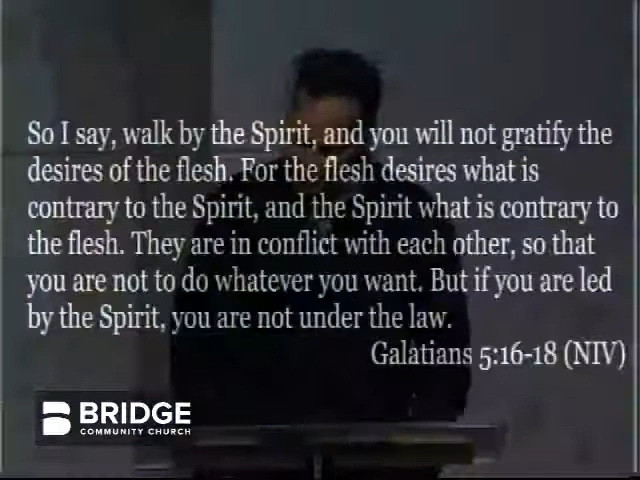 So I say, walk by the Spirit, and you will not gratify the
desires of the flesh. For the flesh desires what is
contrary to the Spirit, and the Spirit what is contrary to
the flesh. They are in conflict with each other, so that
you are not to do whatever you want. But if you are led
by the Spirit, you are not under the law.
Galatians 5:16-18 (NIV)
BRIDGE
COMMUNITY CHURCH